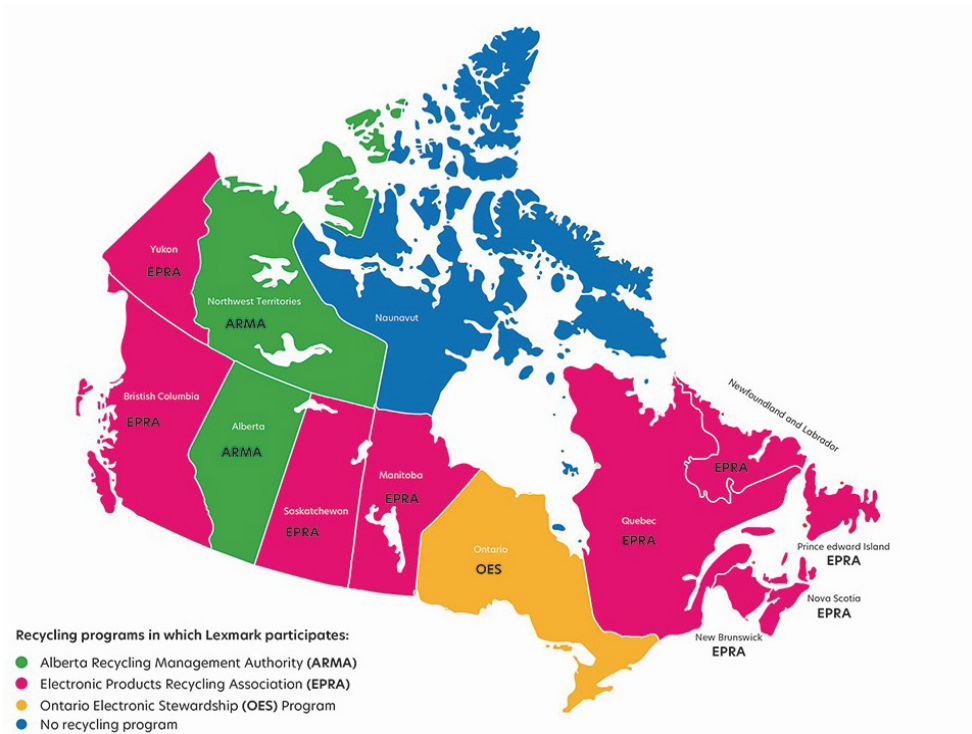 Yukon
EPRA
Northwest Territories
ARMA
Naunavut
Bristish Columbia
EPRA
Alberta
ARMA
Saskatchewan
EPRA
Manitoba
EPRA
Ontario
OES
Quebec
EPRA
Newfoundland and Labrador
EPRA
Prince edward Island
EPRA
Nova Scotia
EPRA
New Brunswick
EPRA
Recycling programs in which Lexmark participates:
Alberta Recycling Management Authority (ARMA)
Electronic Products Recycling Association (EPRA)
Ontario Electronic Stewardship (OES) Program
No recycling program